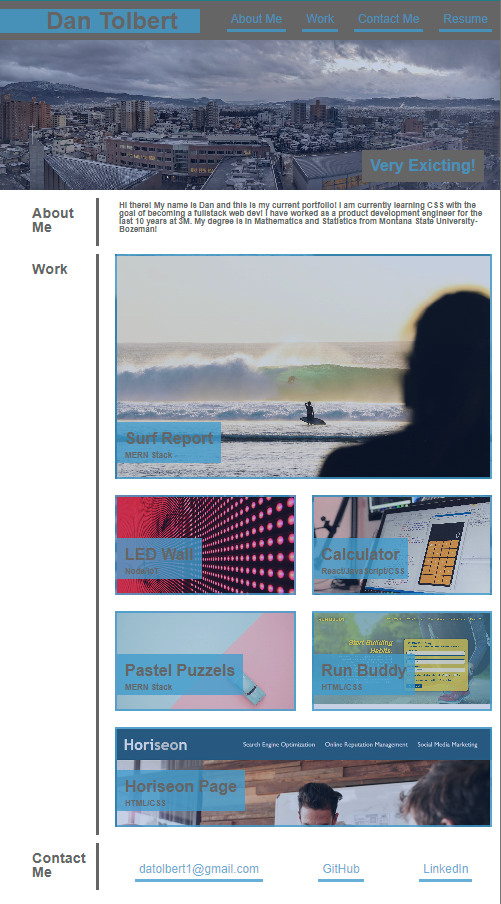 Dan Tolbert
About Me
Work
Contact Me
Resume
Very Exicting!
About
Me
Hi there! My name is Dan and this is my current portfolio! I am currently learning CSS with the
goal of becoming a fullstack web dev! I have worked as a product development engineer for the
last 10 years at 3M. My degree is in Mathematics and Statistics from Montana State University-
Bozeman!
Work
Surf Report
MERN Stack
LED Wall
Node/IoT
Calculator
React/JavaScript/CSS
Pastel Puzzels
MERN Stack
Start Building
Habits.
Run Buddy
HTML/CSS
Horiseon
Search Engine Optimization
Online Reputation Management
Social Media Marketing
Horiseon Page
HTML/CSS
Contact
Me
datolbert1@gmail.com
GitHub
LinkedIn